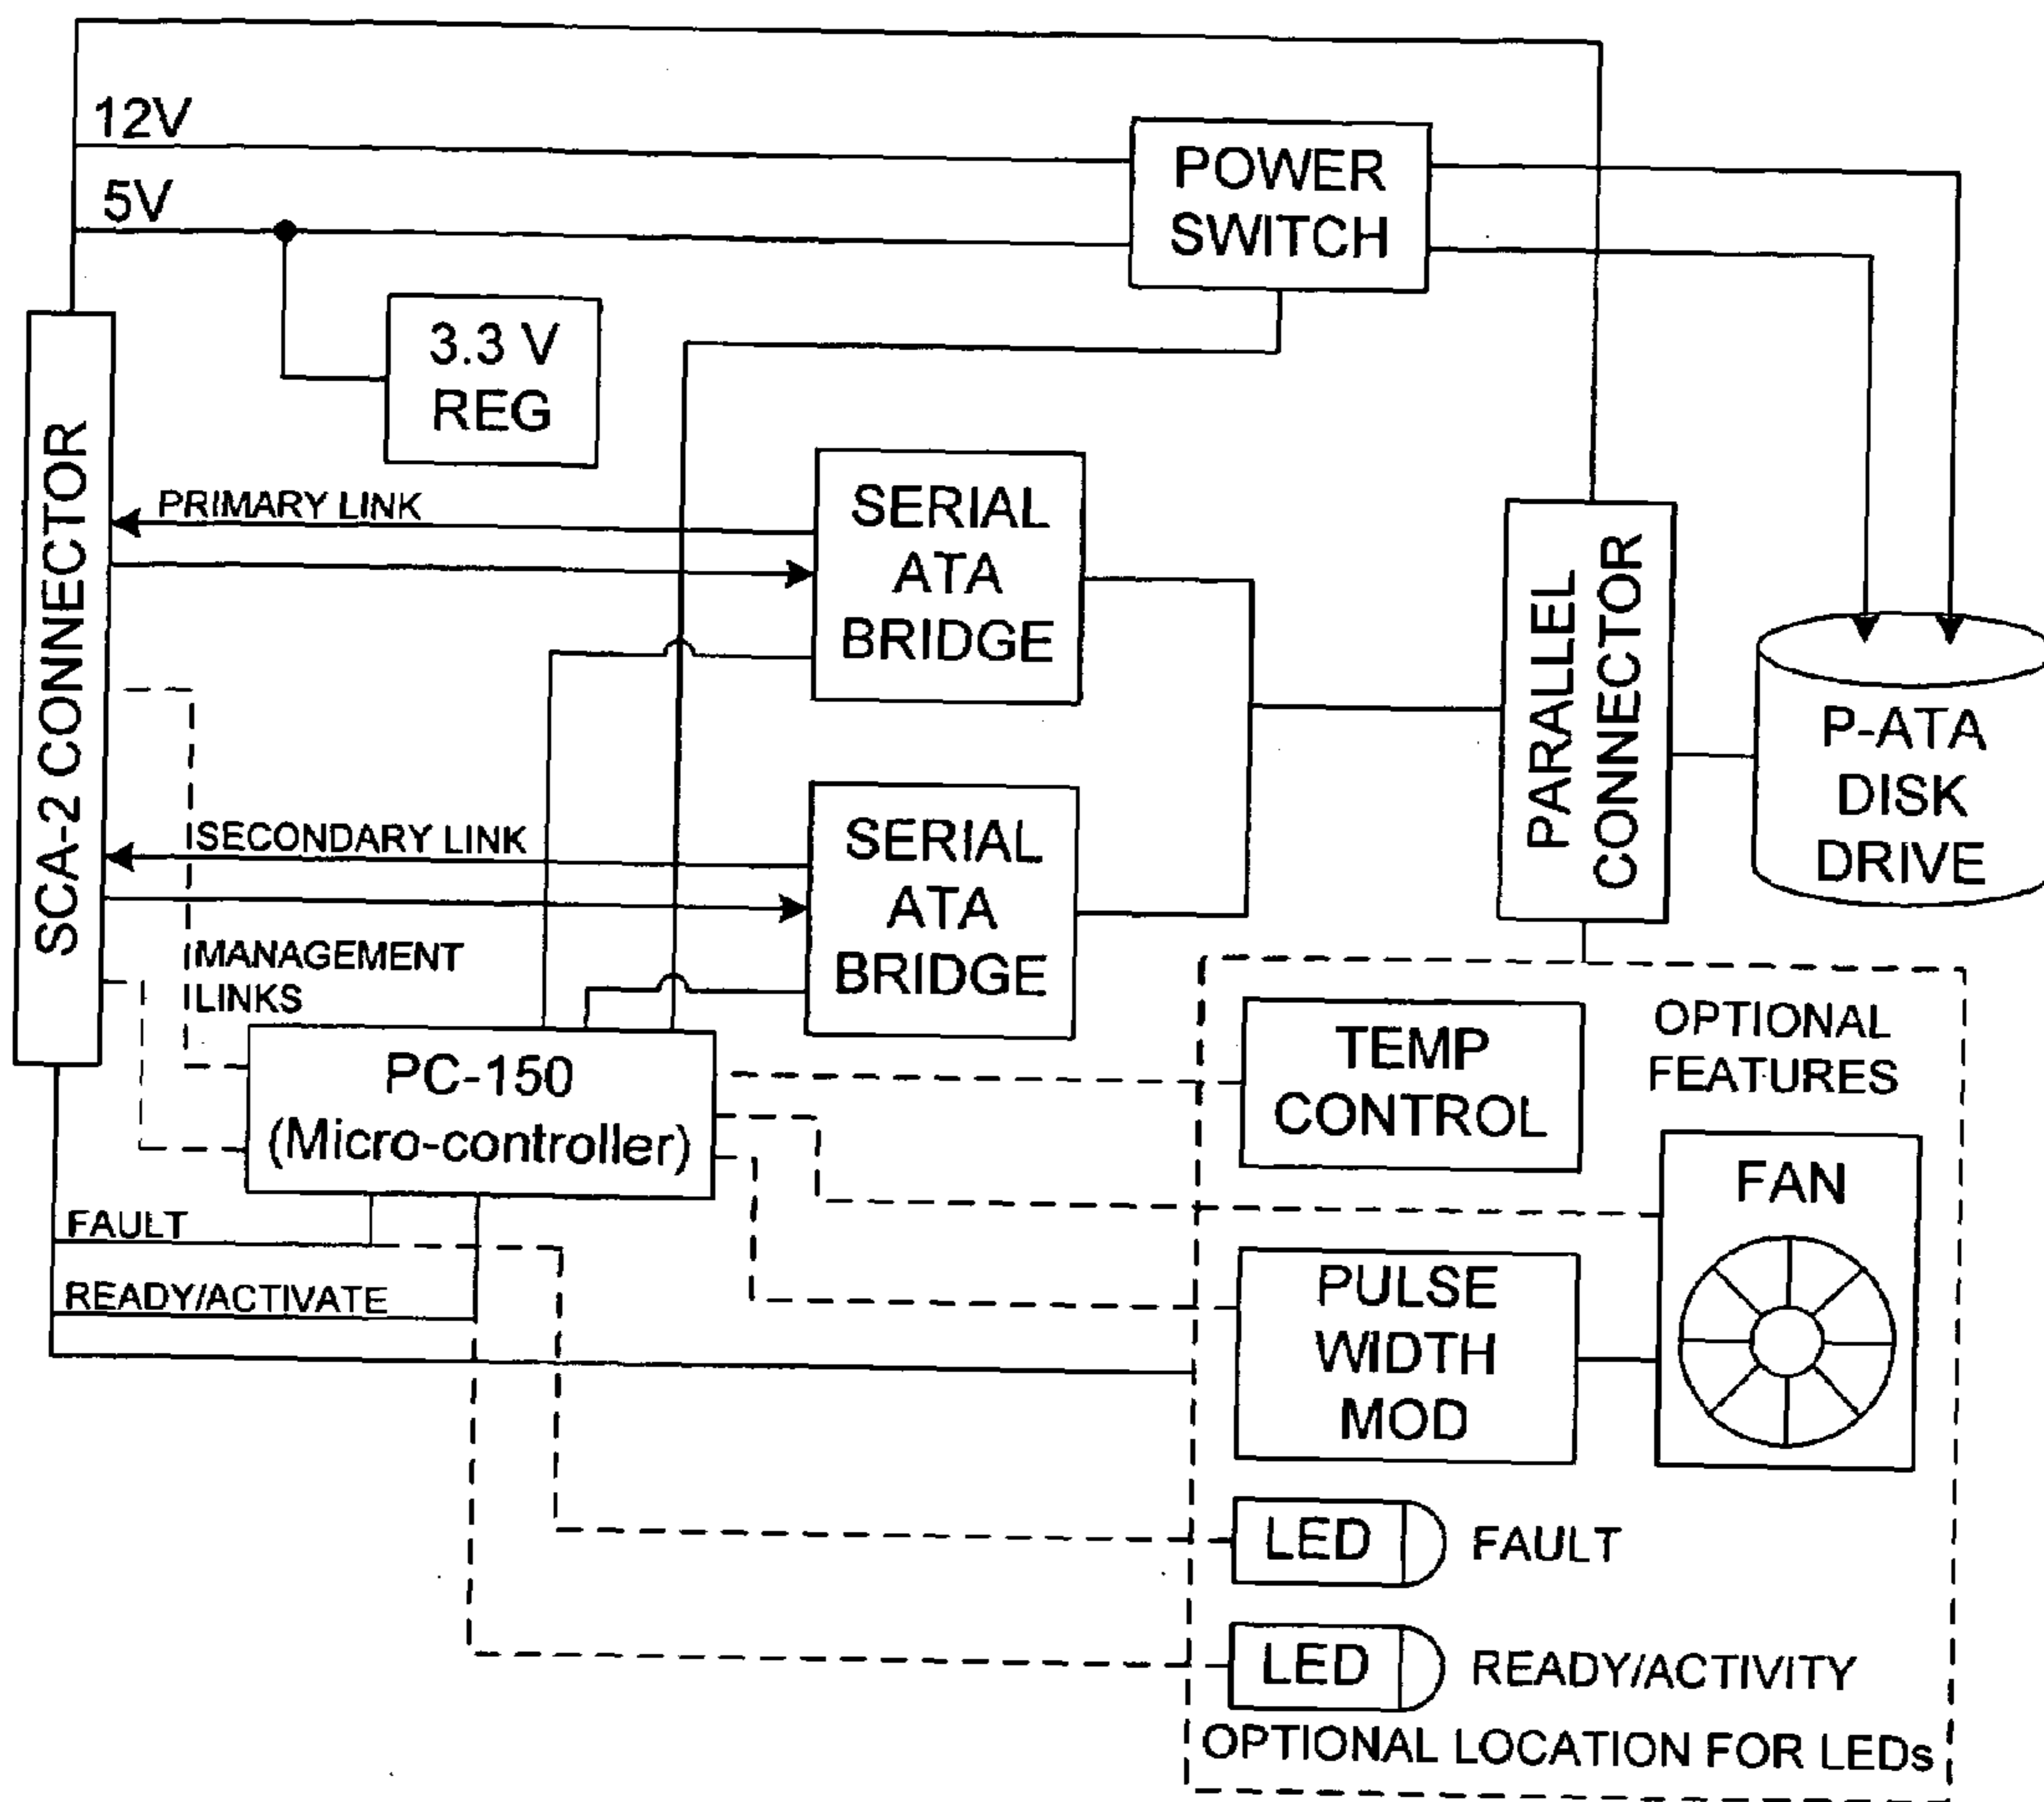 12V
5V
POWER
SWITCH
3.3 V
REG
SCA-2 CONNECTOR
PRIMARY LINK
SERIAL
ATA
BRIDGE
PARALLEL
CONNECTOR
P-ATA
DISK
DRIVE
SECONDARY LINK
SERIAL
ATA
BRIDGE
MANAGEMENT
LINKS
PC-150
(Micro-controller)
OPTIONAL
FEATURES
TEMP
CONTROL
FAN
FAULT
READY/ACTIVATE
PULSE
WIDTH
MOD
LED FAULT
LED READY/ACTIVITY
OPTIONAL LOCATION FOR LEDs